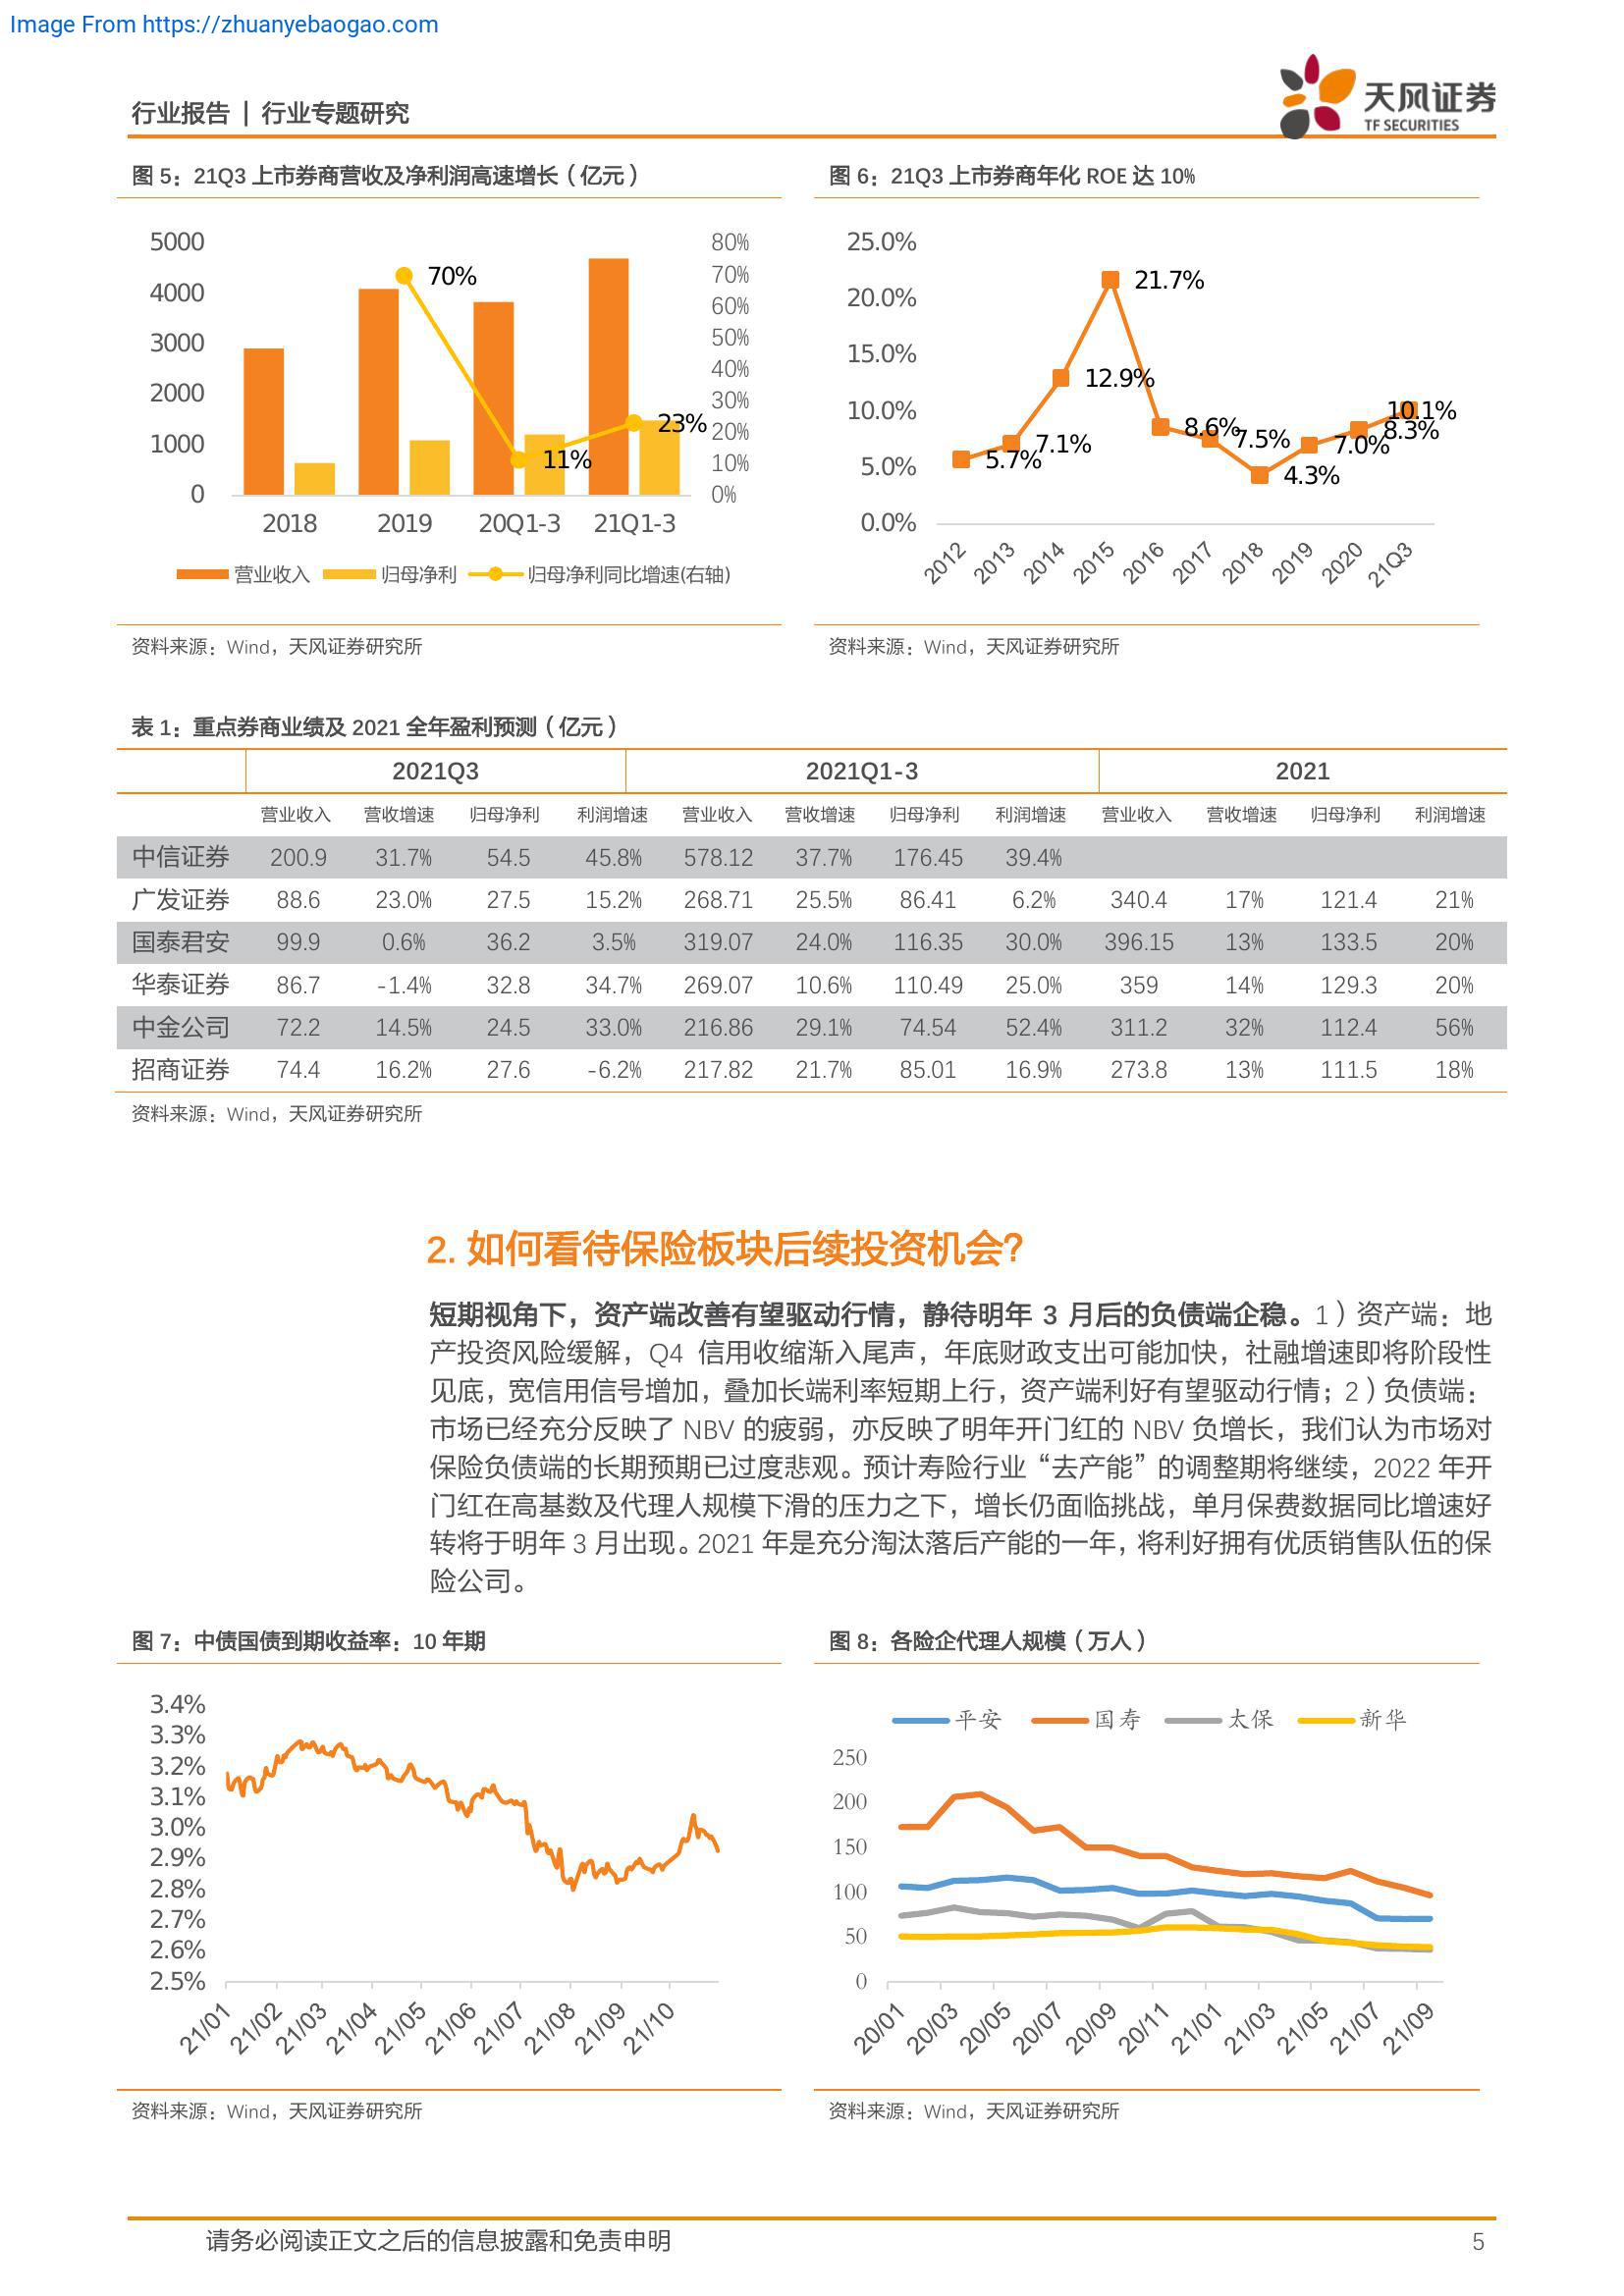 Image From https://zhuanyebaogao.com
行业报告 | 行业专题研究
天风证券
TF SECURITIES
图 5：21Q3 上市券商营收及净利润高速增长（亿元）
5000
4000
3000
2000
1000
0
80%
70%
60%
50%
40%
30%
20%
10%
0%
70%
11%
23%
2018 2019 20Q1-3 21Q1-3
营业收入 归母净利 归母净利同比增速(右轴)
资料来源：Wind，天风证券研究所
图 6：21Q3 上市券商年化 ROE 达 10%
25.0%
20.0%
15.0%
10.0%
5.0%
0.0%
5.7%
7.1%
12.9%
21.7%
8.6%
7.5%
4.3%
7.0%
8.3%
10.1%
2012 2013 2014 2015 2016 2017 2018 2019 2020 21Q3
资料来源：Wind，天风证券研究所
表 1：重点券商业绩及 2021 全年盈利预测（亿元）
2021Q3 2021Q1-3 2021
营业收入 营收增速 归母净利 利润增速 营业收入 营收增速 归母净利 利润增速 营业收入 营收增速 归母净利 利润增速
中信证券 200.9 31.7% 54.5 45.8% 578.12 37.7% 176.45 39.4%
广发证券 88.6 23.0% 27.5 15.2% 268.71 25.5% 86.41 6.2% 340.4 17% 121.4 21%
国泰君安 99.9 0.6% 36.2 3.5% 319.07 24.0% 116.35 30.0% 396.15 13% 133.5 20%
华泰证券 86.7 -1.4% 32.8 34.7% 269.07 10.6% 110.49 25.0% 359 14% 129.3 20%
中金公司 72.2 14.5% 24.5 33.0% 216.86 29.1% 74.54 52.4% 311.2 32% 112.4 56%
招商证券 74.4 16.2% 27.6 -6.2% 217.82 21.7% 85.01 16.9% 273.8 13% 111.5 18%
资料来源：Wind，天风证券研究所
2. 如何看待保险板块后续投资机会？
短期视角下，资产端改善有望驱动行情，静待明年 3 月后的负债端企稳。1）资产端：地
产投资风险缓解，Q4 信用收缩渐入尾声，年底财政支出可能加快，社融增速即将阶段性
见底，宽信用信号增加，叠加长端利率短期上行，资产端利好有望驱动行情；2）负债端：
市场已经充分反映了 NBV 的疲弱，亦反映了明年开门红的 NBV 负增长，我们认为市场对
保险负债端的长期预期已过度悲观。预计寿险行业“去产能”的调整期将继续，2022 年开
门红在高基数及代理人规模下滑的压力之下，增长仍面临挑战，单月保费数据同比增速好
转将于明年 3 月出现。2021 年是充分淘汰落后产能的一年，将利好拥有优质销售队伍的保
险公司。
图 7：中债国债到期收益率：10 年期
3.4%
3.3%
3.2%
3.1%
3.0%
2.9%
2.8%
2.7%
2.6%
2.5%
21/01 21/02 21/03 21/04 21/05 21/06 21/07 21/08 21/09 21/10
资料来源：Wind，天风证券研究所
图 8：各险企代理人规模（万人）
平安 国寿 太保 新华
250
200
150
100
50
0
20/01 20/03 20/05 20/07 20/09 20/11 21/01 21/03 21/05 21/07 21/09
资料来源：Wind，天风证券研究所
请务必阅读正文之后的信息披露和免责申明 5